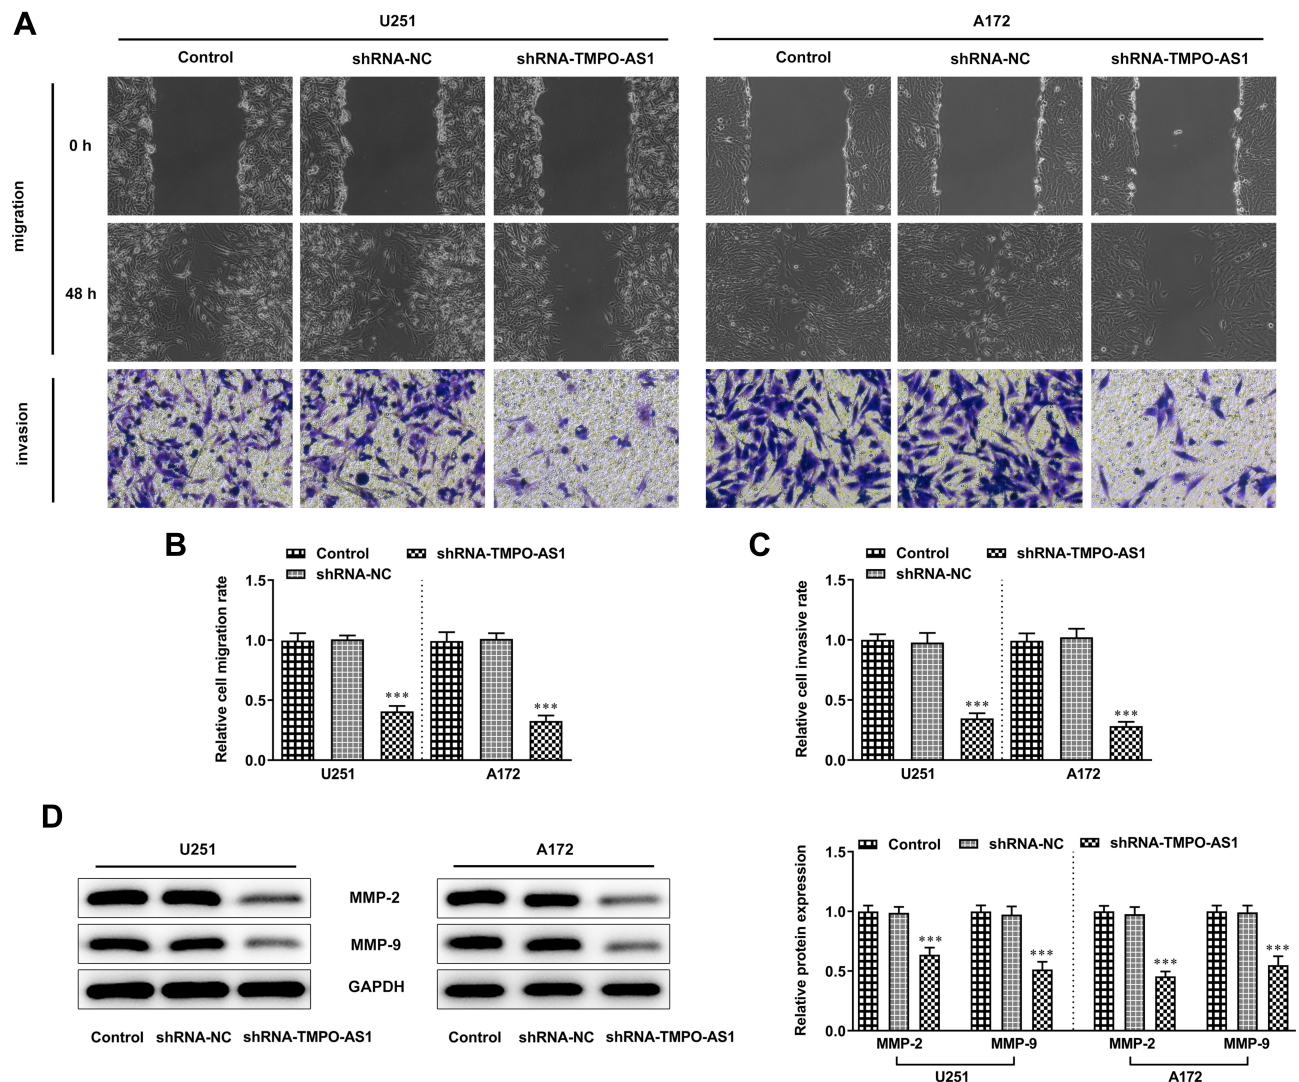 A
U251
A172
Control shRNA-NC shRNA-TMPO-AS1
Control shRNA-NC shRNA-TMPO-AS1
migration
0 h
48 h
invasion
B
Control shRNA-TMPO-AS1
shRNA-NC
Relative cell migration rate
1.5
1.0
0.5
0.0
***
***
U251 A172
C
Control shRNA-TMPO-AS1
shRNA-NC
Relative cell invasive rate
1.5
1.0
0.5
0.0
***
***
U251 A172
D
U251
A172
MMP-2
MMP-9
GAPDH
Control shRNA-NC shRNA-TMPO-AS1
Control shRNA-NC shRNA-TMPO-AS1
Control shRNA-NC shRNA-TMPO-AS1
Relative protein expression
1.5
1.0
0.5
0.0
***
***
***
***
MMP-2 MMP-9 MMP-2 MMP-9
U251 A172